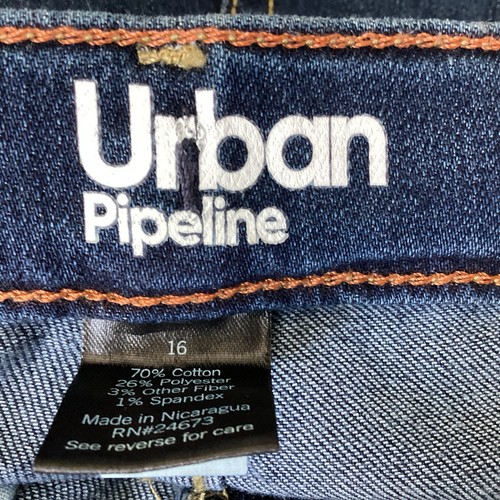 Urban
Pipeline
16
70% Cotton
26% Polyester
3% Other Fiber
1% Spandex
Made in Nicaragua
RN#24673
See reverse for care